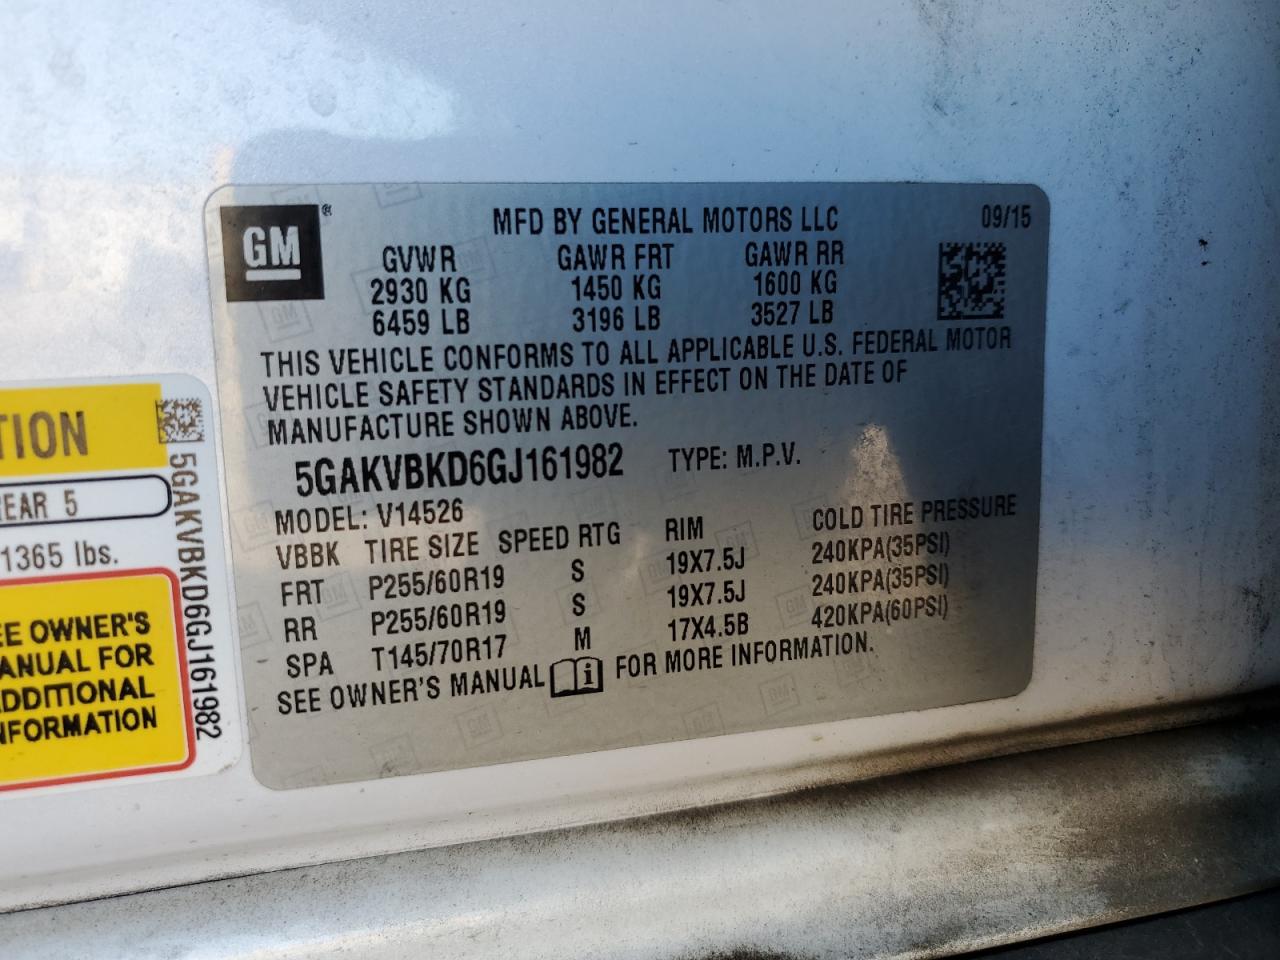 GM ®
MFD BY GENERAL MOTORS LLC 09/15
GVWR GAWR FRT GAWR RR
2930 KG 1450 KG 1600 KG
6459 LB 3196 LB 3527 LB
THIS VEHICLE CONFORMS TO ALL APPLICABLE U.S. FEDERAL MOTOR
VEHICLE SAFETY STANDARDS IN EFFECT ON THE DATE OF
MANUFACTURE SHOWN ABOVE.
5GAKVBKD6GJ161982 TYPE: M.P.V.
MODEL: V14526
VBBK TIRE SIZE SPEED RTG RIM COLD TIRE PRESSURE
FRT P255/60R19 S 19X7.5J 240KPA(35PSI)
RR P255/60R19 S 19X7.5J 240KPA(35PSI)
SPA T145/70R17 M 17X4.5B 420KPA(60PSI)
SEE OWNER'S MANUAL i FOR MORE INFORMATION.
TION
REAR 5
1365 lbs.
EE OWNER'S
ANUAL FOR
DDITIONAL
NFORMATION
5GAKVBKD6GJ161982